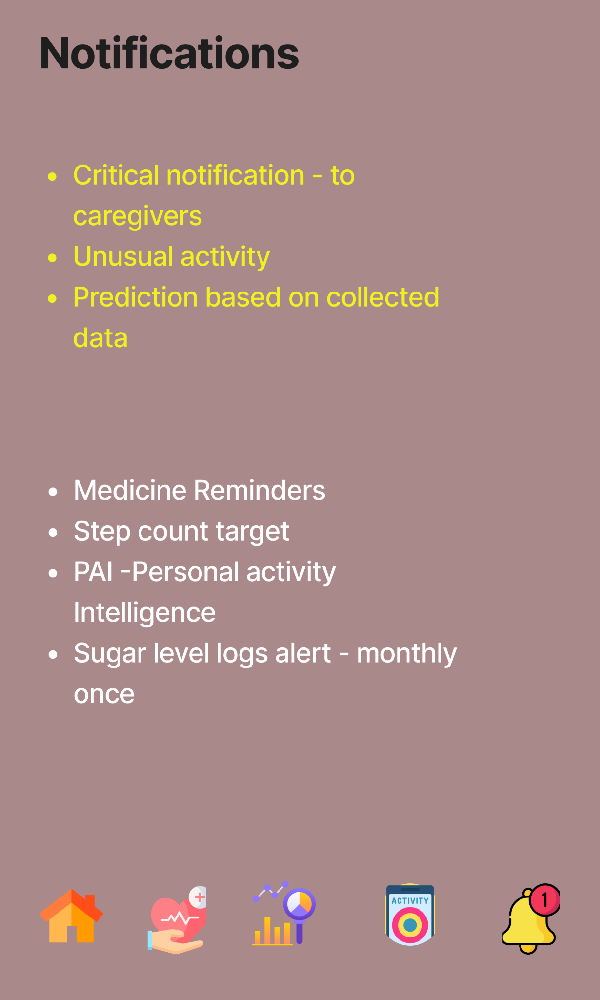 Notifications
• Critical notification - to
caregivers
• Unusual activity
• Prediction based on collected
data
• Medicine Reminders
• Step count target
• PAI -Personal activity
Intelligence
• Sugar level logs alert - monthly
once
ACTIVITY
1